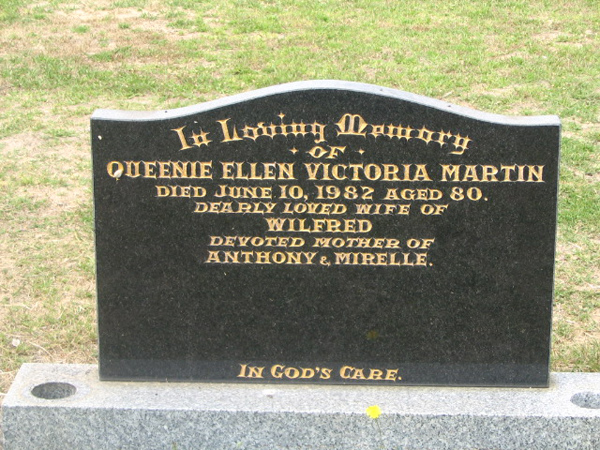 In Loving Memory
· OF ·
QUEENIE ELLEN VICTORIA MARTIN
DIED JUNE 10, 1982 AGED 80.
DEARLY LOVED WIFE OF
WILFRED
DEVOTED MOTHER OF
ANTHONY & MIRELLE.
IN GOD'S CARE.